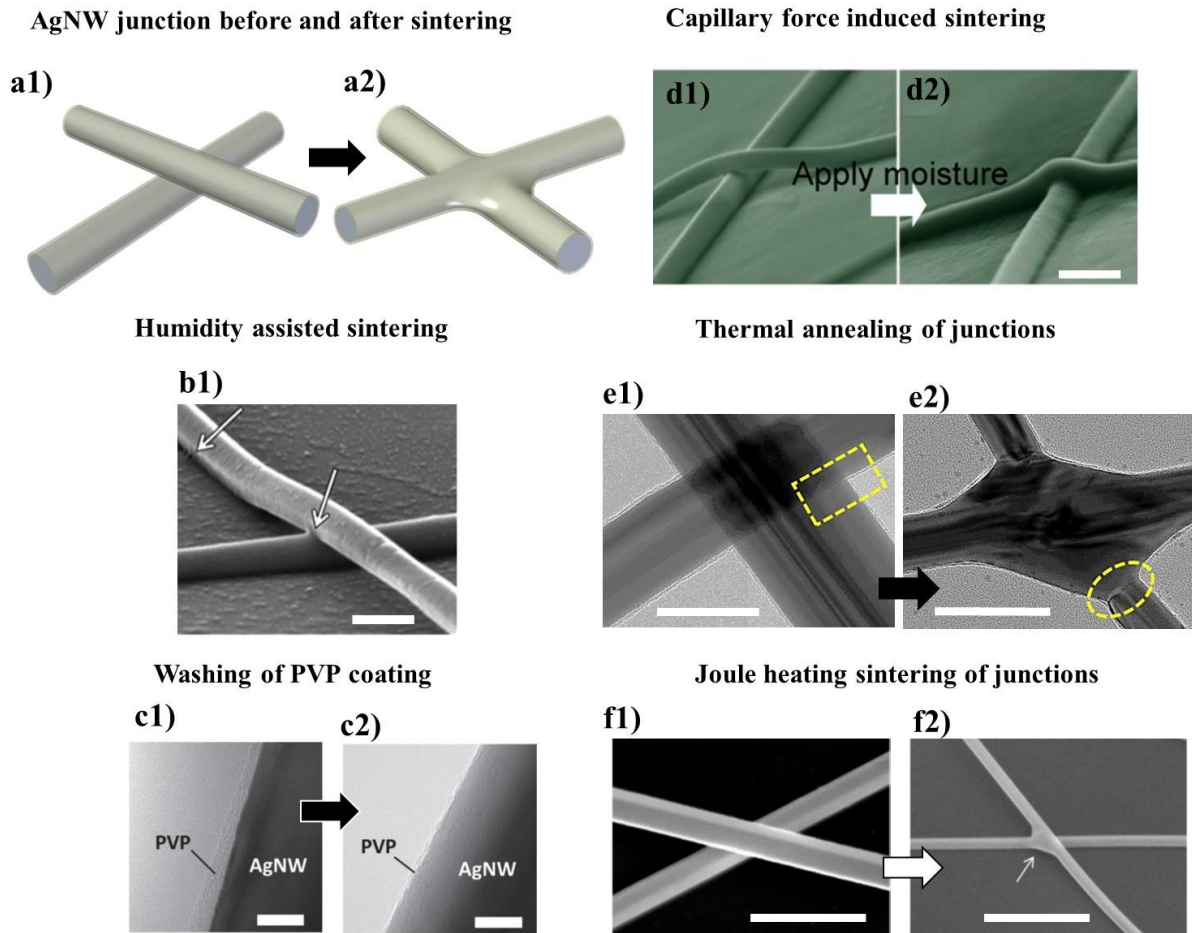 AgNW junction before and after sintering
Capillary force induced sintering
a1)
a2)
d1)
d2)
Apply moisture
Humidity assisted sintering
Thermal annealing of junctions
b1)
e1)
e2)
Washing of PVP coating
Joule heating sintering of junctions
c1)
c2)
f1)
f2)
PVP
AgNW
PVP
AgNW